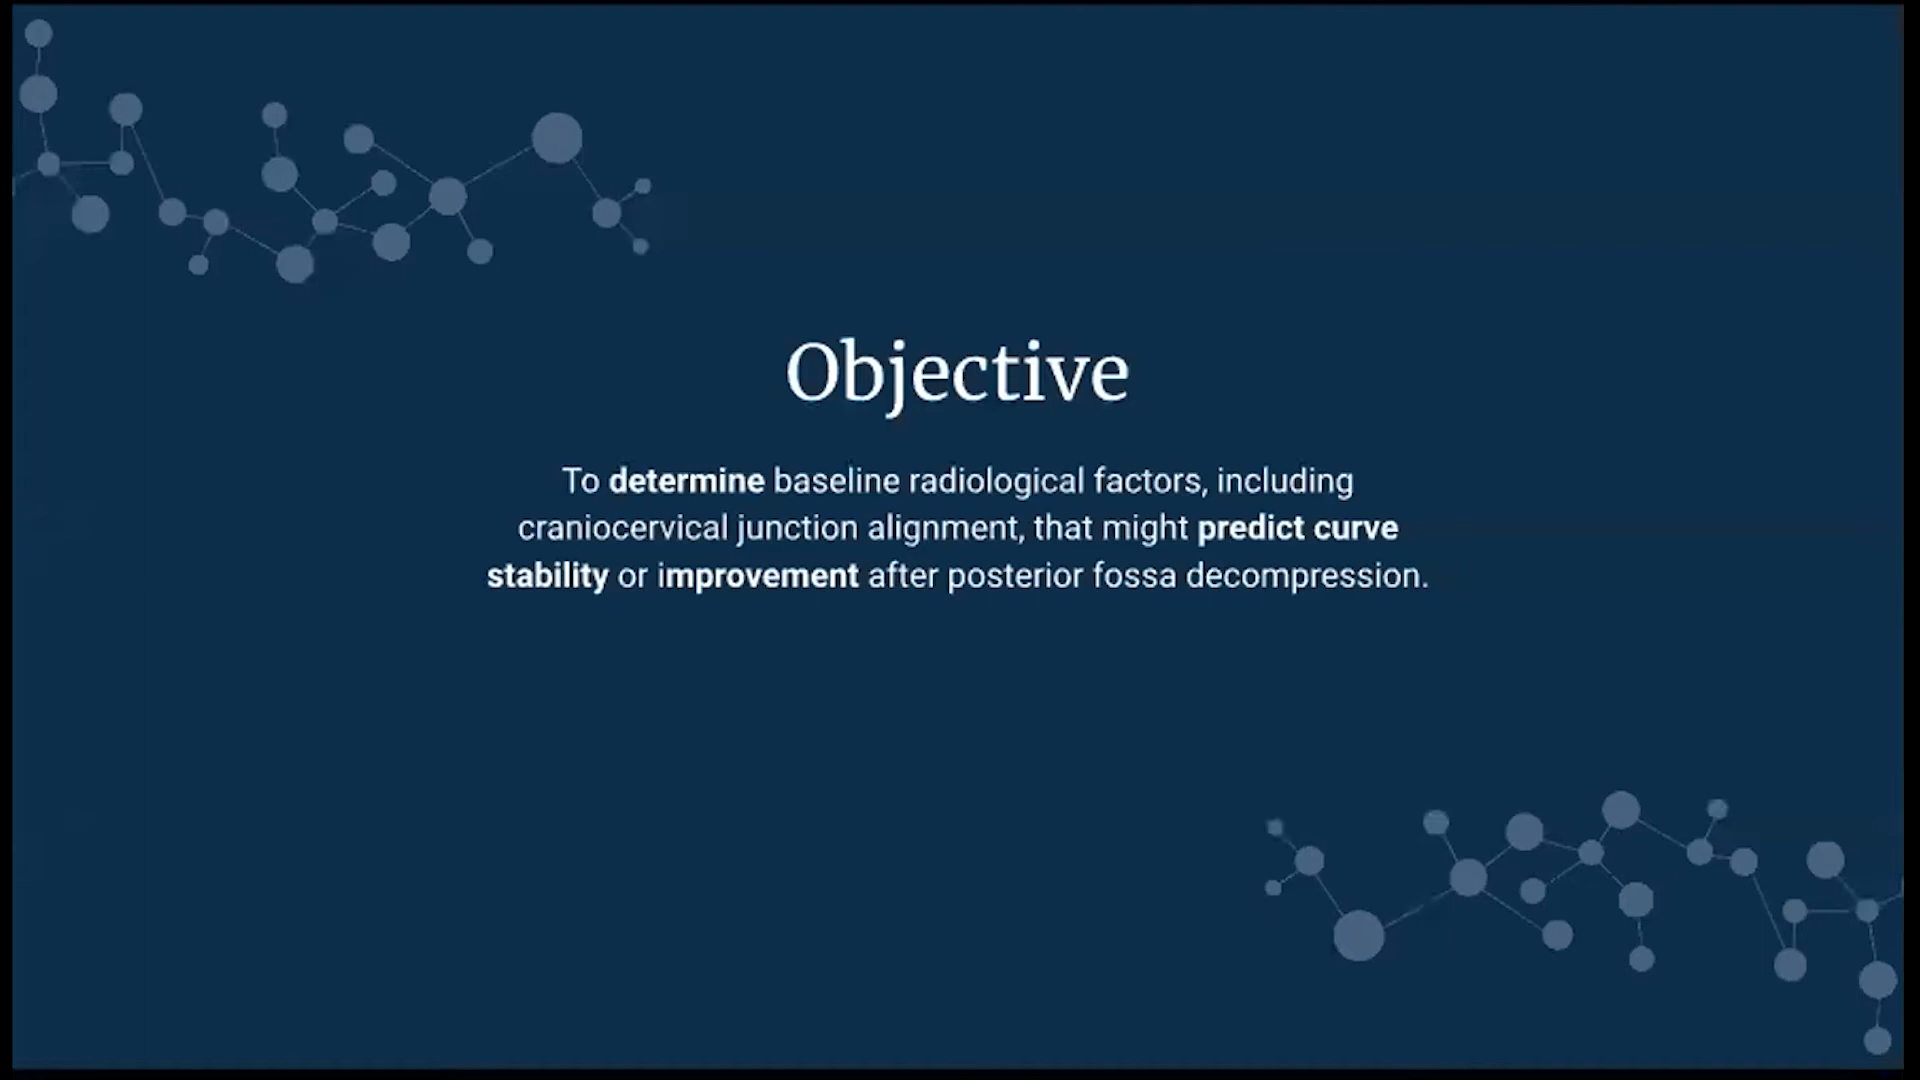 Objective
To determine baseline radiological factors, including
craniocervical junction alignment, that might predict curve
stability or improvement after posterior fossa decompression.